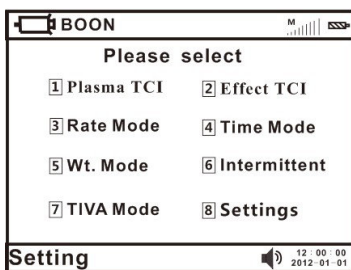 BOON
M
Please select
1 Plasma TCI 2 Effect TCI
3 Rate Mode 4 Time Mode
5 Wt. Mode 6 Intermittent
7 TIVA Mode 8 Settings
Setting
12:00:00
2012-01-01